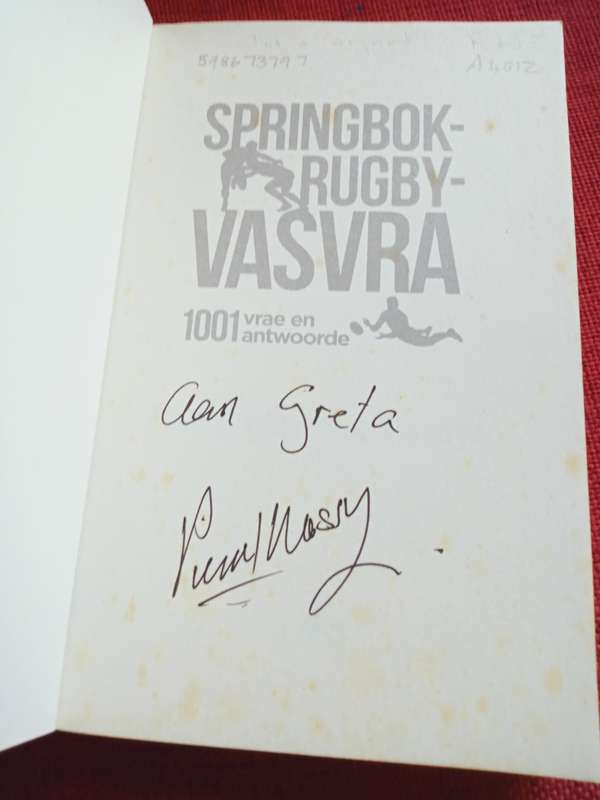 5986737977
A4012
SPRINGBOK-
RUGBY-
VASVRA
1001 vrae en
antwoorde
Aan Greta